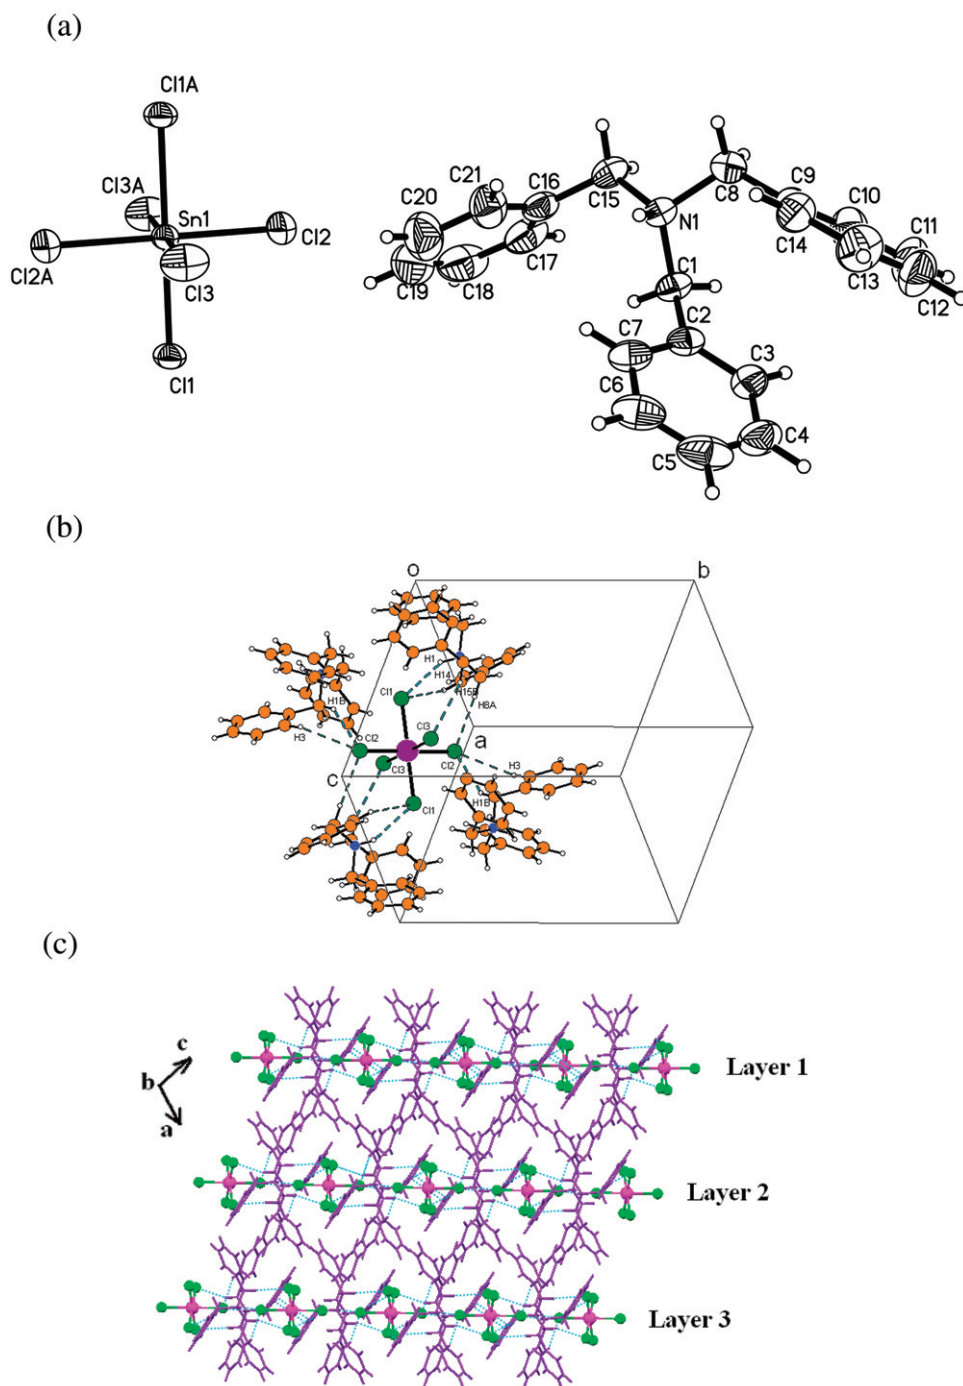 (a)
Cl1A
Cl3A
Sn1
Cl2
Cl2A
Cl3
Cl1
C20
C21
C16
C15
C19
C18
C17
N1
C8
C9
C10
C11
C14
C13
C12
C1
C2
C7
C3
C6
C4
C5
(b)
o
b
H1
H14
H15B
H8A
Cl1
H1B
Cl3
H3
Cl2
a
Cl3
Cl2
H3
c
H1B
Cl1
(c)
c
b
a
Layer 1
Layer 2
Layer 3